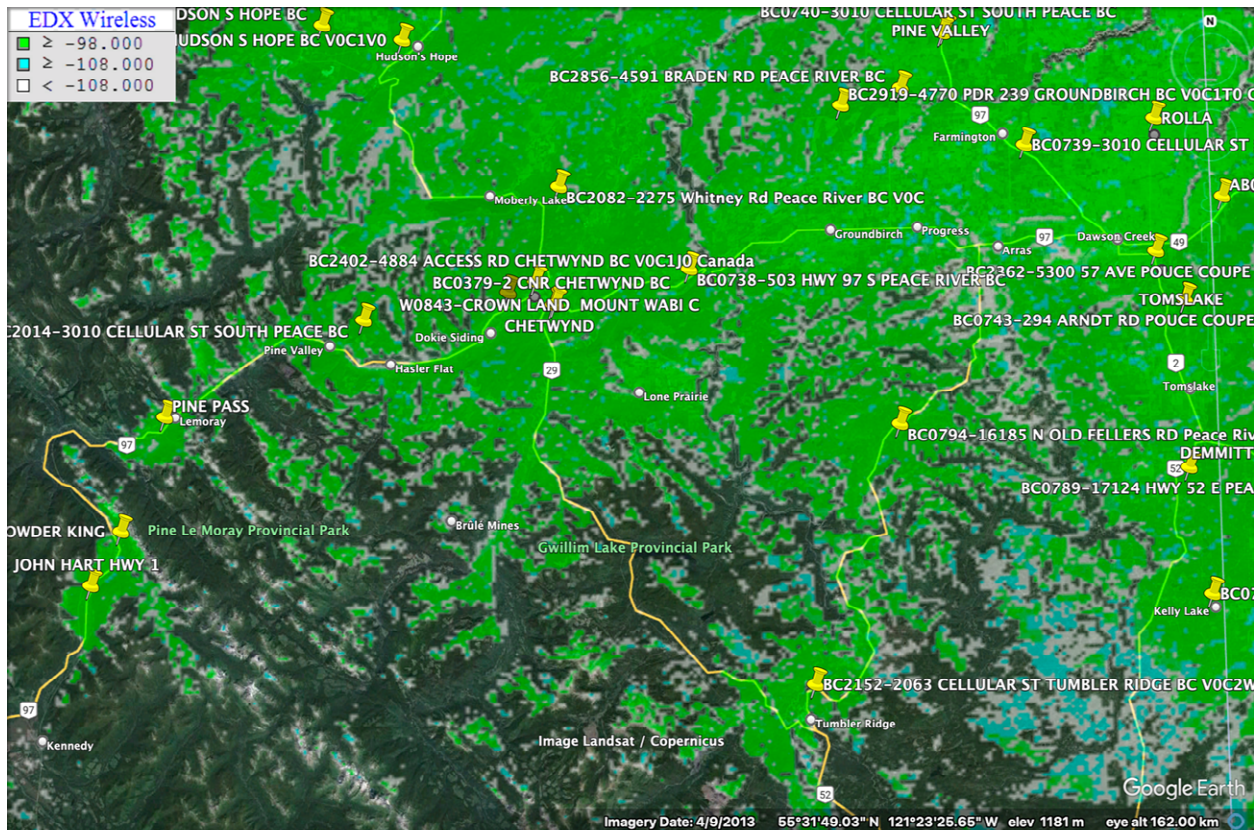 EDX Wireless
≥ -98.000
≥ -108.000
< -108.000
DSON S HOPE BC
HUDSON S HOPE BC V0C1V0
Hudson's Hope
BC0740-3010 CELLULAR ST SOUTH PEACE BC
PINE VALLEY
N
BC2856-4591 BRADEN RD PEACE RIVER BC
BC2919-4770 PDR 239 GROUNDBIRCH BC V0C1T0 C
97
ROLLA
Farmington
BC0739-3010 CELLULAR ST
Moberly Lake
BC2082-2275 Whitney Rd Peace River BC V0C
AB0
Groundbirch
Progress
97
Arras
Dawson Creek
49
BC2402-4884 ACCESS RD CHETWYND BC V0C1J0 Canada
BC0379-2 CNR CHETWYND BC
BC0738-503 HWY 97 S PEACE RIVER BC
BC2362-5300 57 AVE POUCE COUPE
W0843-CROWN LAND MOUNT WABI C
TOMSLAKE
BC0743-294 ARNDT RD POUCE COUPE
CHETWYND
C2014-3010 CELLULAR ST SOUTH PEACE BC
Dokie Siding
Pine Valley
Hasler Flat
29
2
Tomslake
Lone Prairie
PINE PASS
Lemoray
97
BC0794-16185 N OLD FELLERS RD Peace Riv
DEMMITT
52
BC0789-17124 HWY 52 E PEA
Brûlé Mines
OWDER KING
Pine Le Moray Provincial Park
Gwillim Lake Provincial Park
JOHN HART HWY 1
BC07
Kelly Lake
BC2152-2063 CELLULAR ST TUMBLER RIDGE BC V0C2W
97
Tumbler Ridge
Kennedy
Image Landsat / Copernicus
52
Google Earth
Imagery Date: 4/9/2013 55°31'49.03" N 121°23'25.65" W elev 1181 m eye alt 162.00 km